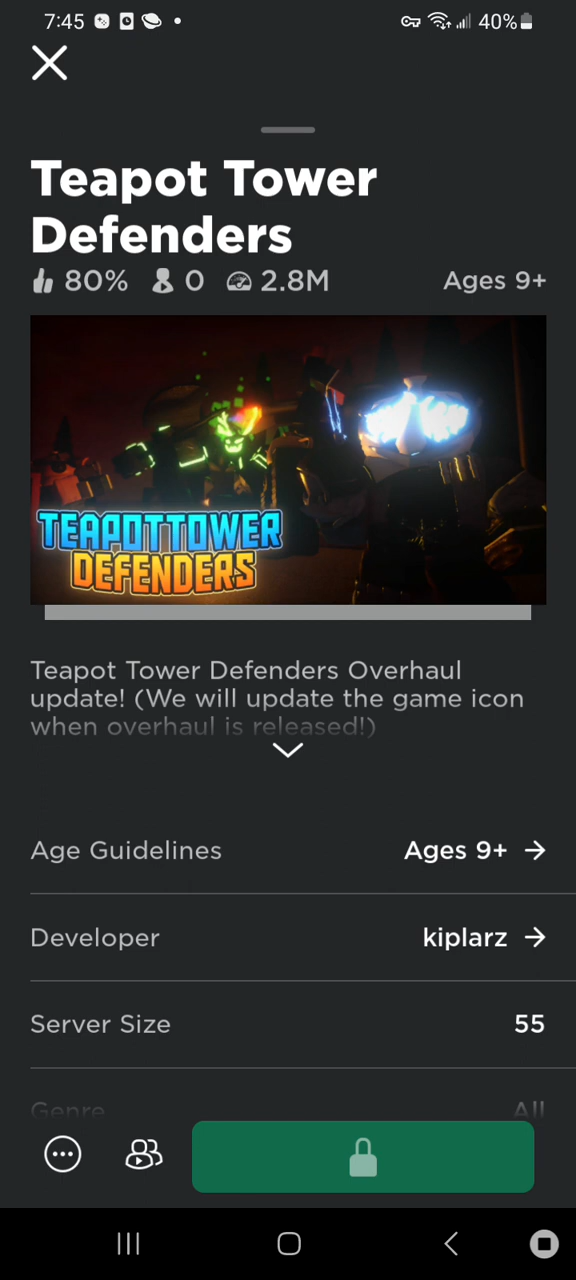 7:45
40%
Teapot Tower
Defenders
80%
0
2.8M
Ages 9+
TEAPOTTOWER
DEFENDERS
Teapot Tower Defenders Overhaul
update! (We will update the game icon
when overhaul is released!)
Age Guidelines
Ages 9+
Developer
kiplarz
Server Size
55
Genre
All